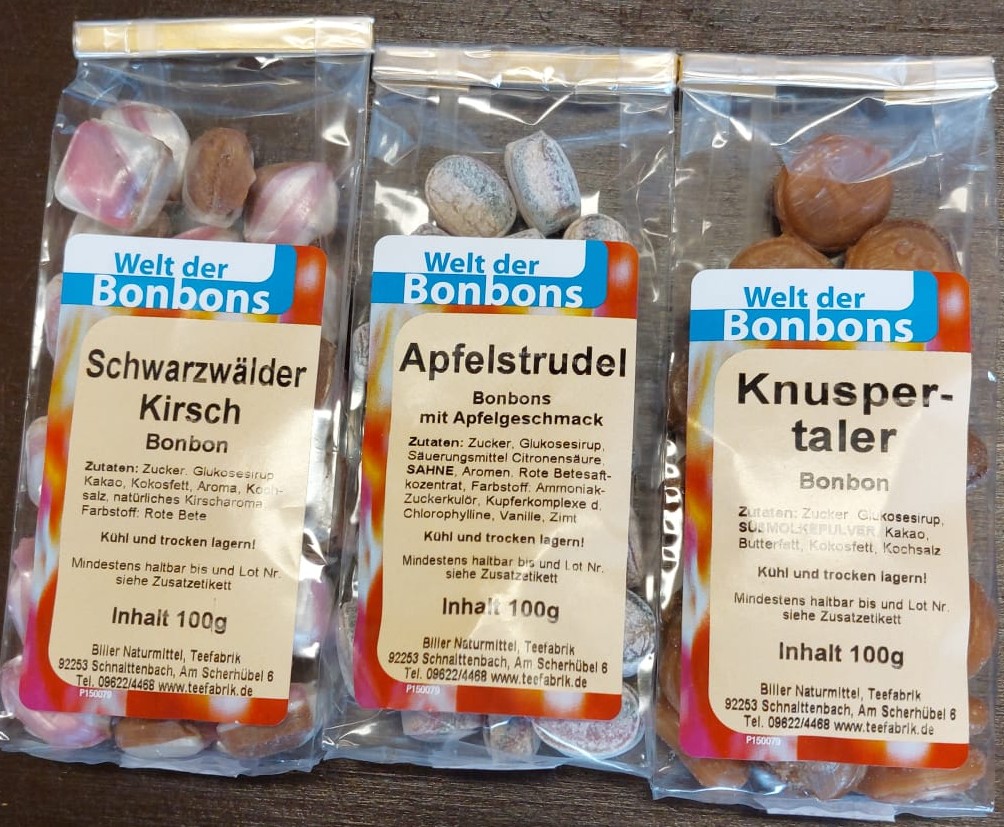 Welt der
Bonbons
Schwarzwälder
Kirsch
Bonbon
Zutaten: Zucker, Glukosesirup
Kakao, Kokosfett, Aroma, Koch-
salz, natürliches Kirscharoma
Farbstoff: Rote Bete
Kühl und trocken lagern!
Mindestens haltbar bis und Lot Nr.
siehe Zusatzetikett
Inhalt 100g
Biller Naturmittel, Teefabrik
92253 Schnaittenbach, Am Scherhübel 6
Tel. 09622/4468 www.teefabrik.de
P150079
Welt der
Bonbons
Apfelstrudel
Bonbons
mit Apfelgeschmack
Zutaten: Zucker, Glukosesirup,
Säuerungsmittel Citronensäure,
SAHNE, Aromen, Rote Betesaft-
kozentrat, Farbstoff: Ammoniak-
Zuckerkulör, Kupferkomplexe d.
Chlorophylline, Vanille, Zimt
Kühl und trocken lagern!
Mindestens haltbar bis und Lot Nr.
siehe Zusatzetikett
Inhalt 100g
Biller Naturmittel, Teefabrik
92253 Schnaittenbach, Am Scherhübel 6
Tel. 09622/4468 www.teefabrik.de
P150079
Welt der
Bonbons
Knusper-
taler
Bonbon
Zutaten: Zucker Glukosesirup,
SÜßMOLKEPULVER, Kakao,
Butterfett, Kokosfett, Kochsalz
Kühl und trocken lagern!
Mindestens haltbar bis und Lot Nr.
siehe Zusatzetikett
Inhalt 100g
Biller Naturmittel, Teefabrik
92253 Schnaittenbach, Am Scherhübel 6
Tel. 09622/4468 www.teefabrik.de
P150079